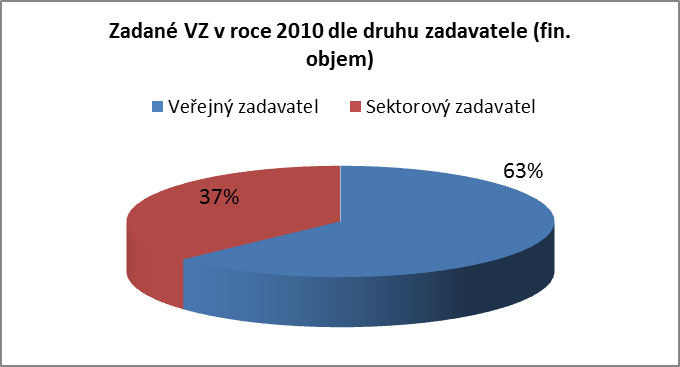 Zadané VZ v roce 2010 dle druhu zadavatele (fin.
objem)
Veřejný zadavatel Sektorový zadavatel
63%
37%